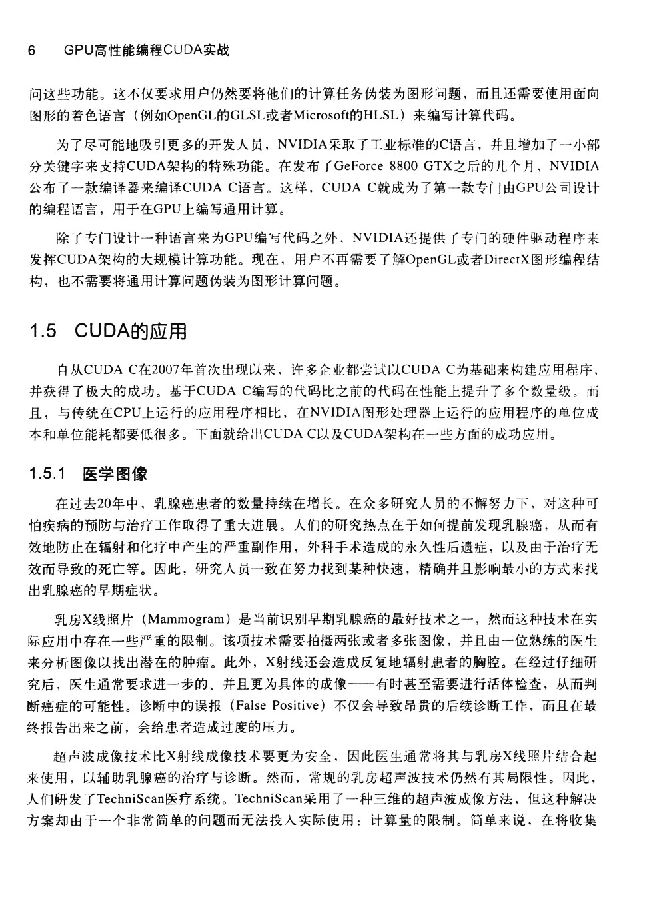 6 GPU高性能编程CUDA实战
问这些功能。这不仅要求用户仍然要将他们的计算任务伪装为图形问题，而且还需要使用面向
图形的着色语言（例如OpenGL的GLSL或者Microsoft的HLSL）来编写计算代码。
为了尽可能地吸引更多的开发人员，NVIDIA采取了工业标准的C语言，并且增加了一小部
分关键字来支持CUDA架构的特殊功能。在发布了GeForce 8800 GTX之后的几个月，NVIDIA
公布了一款编译器来编译CUDA C语言。这样，CUDA C就成为了第一款专门由GPU公司设计
的编程语言，用于在GPU上编写通用计算。
除了专门设计一种语言来为GPU编写代码之外，NVIDIA还提供了专门的硬件驱动程序来
发挥CUDA架构的大规模计算功能。现在，用户不再需要了解OpenGL或者DirectX图形编程结
构，也不需要将通用计算问题伪装为图形计算问题。
1.5 CUDA的应用
自从CUDA C在2007年首次出现以来，许多企业都尝试以CUDA C为基础来构建应用程序，
并获得了极大的成功。基于CUDA C编写的代码比之前的代码在性能上提升了多个数量级。而
且，与传统在CPU上运行的应用程序相比，在NVIDIA图形处理器上运行的应用程序的单位成
本和单位能耗都要低很多。下面就给出CUDA C以及CUDA架构在一些方面的成功应用。
1.5.1 医学图像
在过去20年中，乳腺癌患者的数量持续在增长。在众多研究人员的不懈努力下，对这种可
怕疾病的预防与治疗工作取得了重大进展。人们的研究热点在于如何提前发现乳腺癌，从而有
效地防止在辐射和化疗中产生的严重副作用，外科手术造成的永久性后遗症，以及由于治疗无
效而导致的死亡等。因此，研究人员一致在努力找到某种快速，精确并且影响最小的方式来找
出乳腺癌的早期症状。
乳房X线照片（Mammogram）是当前识别早期乳腺癌的最好技术之一，然而这种技术在实
际应用中存在一些严重的限制。该项技术需要拍摄两张或者多张图像，并且由一位熟练的医生
来分析图像以找出潜在的肿瘤。此外，X射线还会造成反复地辐射患者的胸腔。在经过仔细研
究后，医生通常要求进一步的、并且更为具体的成像——有时甚至需要进行活体检查，从而判
断癌症的可能性。诊断中的误报（False Positive）不仅会导致昂贵的后续诊断工作，而且在最
终报告出来之前，会给患者造成过度的压力。
超声波成像技术比X射线成像技术要更为安全，因此医生通常将其与乳房X线照片结合起
来使用，以辅助乳腺癌的治疗与诊断。然而，常规的乳房超声波技术仍然有其局限性。因此，
人们研发了TechniScan医疗系统。TechniScan采用了一种三维的超声波成像方法，但这种解决
方案却由于一个非常简单的问题而无法投入实际使用：计算量的限制。简单来说，在将收集